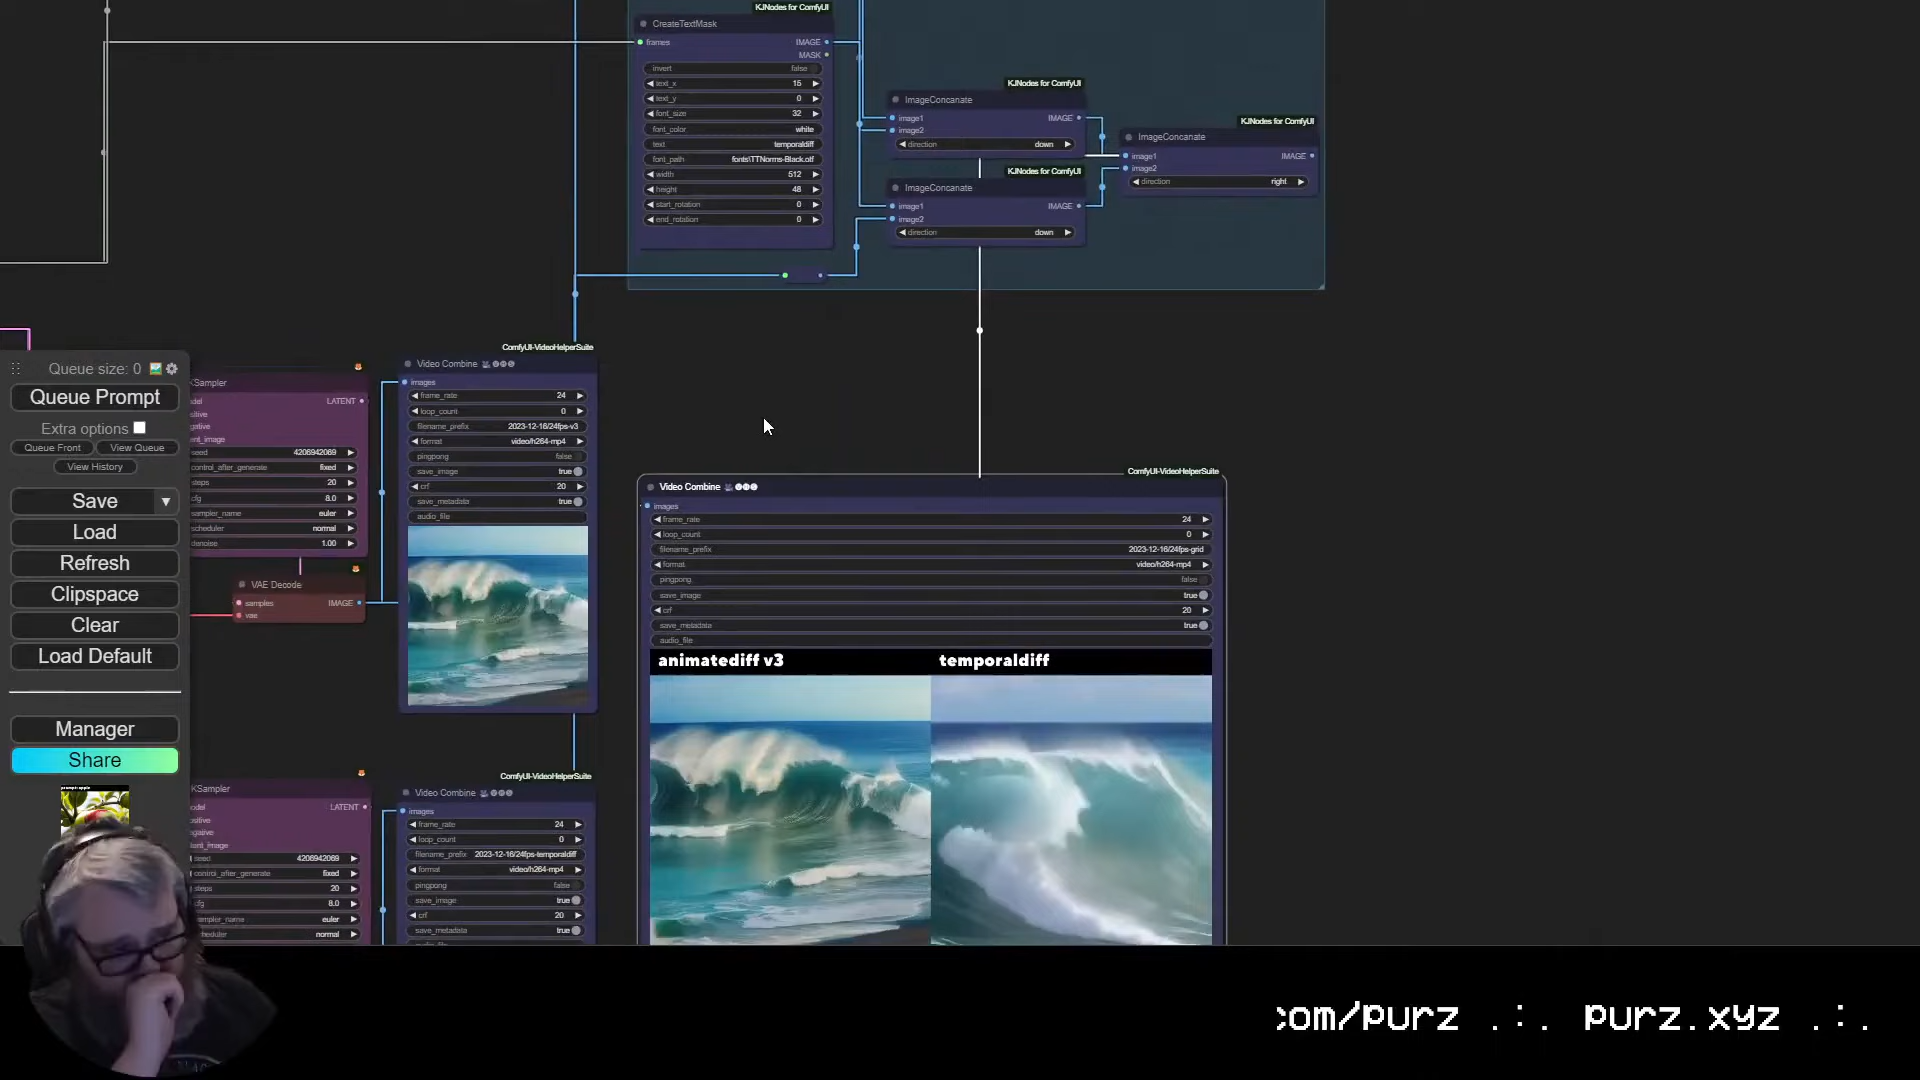 KJNodes for ComfyUI
CreateTextMask
frames
IMAGE
MASK
invert false
text_x 15
text_y 0
font_size 32
font_color white
text temporaldiff
font_path fonts\TTNorms-Black.otf
width 512
height 48
start_rotation 0
end_rotation 0
KJNodes for ComfyUI
ImageConcanate
image1 IMAGE
image2
direction down
KJNodes for ComfyUI
ImageConcanate
image1 IMAGE
image2
direction down
KJNodes for ComfyUI
ImageConcanate
image1 IMAGE
image2
direction right
Queue size: 0
Queue Prompt
Extra options
Queue Front View Queue
View History
Save
Load
Refresh
Clipspace
Clear
Load Default
Manager
Share
KSampler
LATENT
seed 4206942069
control_after_generate fixed
steps 20
cfg 8.0
sampler_name euler
scheduler normal
denoise 1.00
VAE Decode
samples IMAGE
vae
ComfyUI-VideoHelperSuite
Video Combine
images
frame_rate 24
loop_count 0
filename_prefix 2023-12-16/24fps-v3
format video/h264-mp4
pingpong false
save_image true
crf 20
save_metadata true
audio_file
KSampler
LATENT
seed 4206942069
control_after_generate fixed
steps 20
cfg 8.0
sampler_name euler
scheduler normal
ComfyUI-VideoHelperSuite
Video Combine
images
frame_rate 24
loop_count 0
filename_prefix 2023-12-16/24fps-temporaldiff
format video/h264-mp4
pingpong false
save_image true
crf 20
save_metadata true
ComfyUI-VideoHelperSuite
Video Combine
images
frame_rate 24
loop_count 0
filename_prefix 2023-12-16/24fps-grid
format video/h264-mp4
pingpong false
save_image true
crf 20
save_metadata true
audio_file
animatediff v3 temporaldiff
com/purz .:. purz.xyz .:.